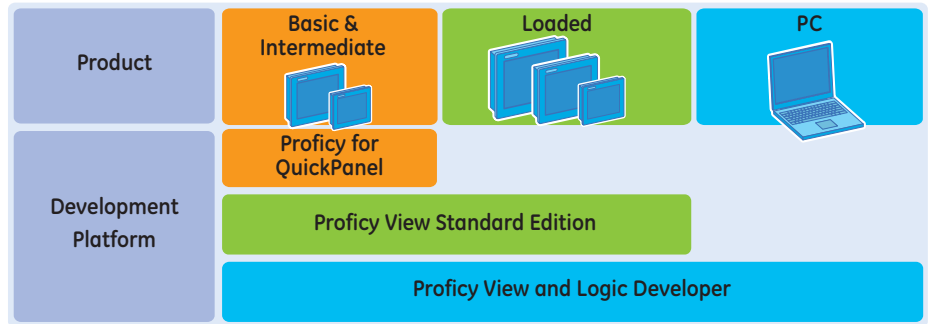 Product
Basic &
Intermediate
Loaded
PC
Development
Platform
Proficy for
QuickPanel
Proficy View Standard Edition
Proficy View and Logic Developer